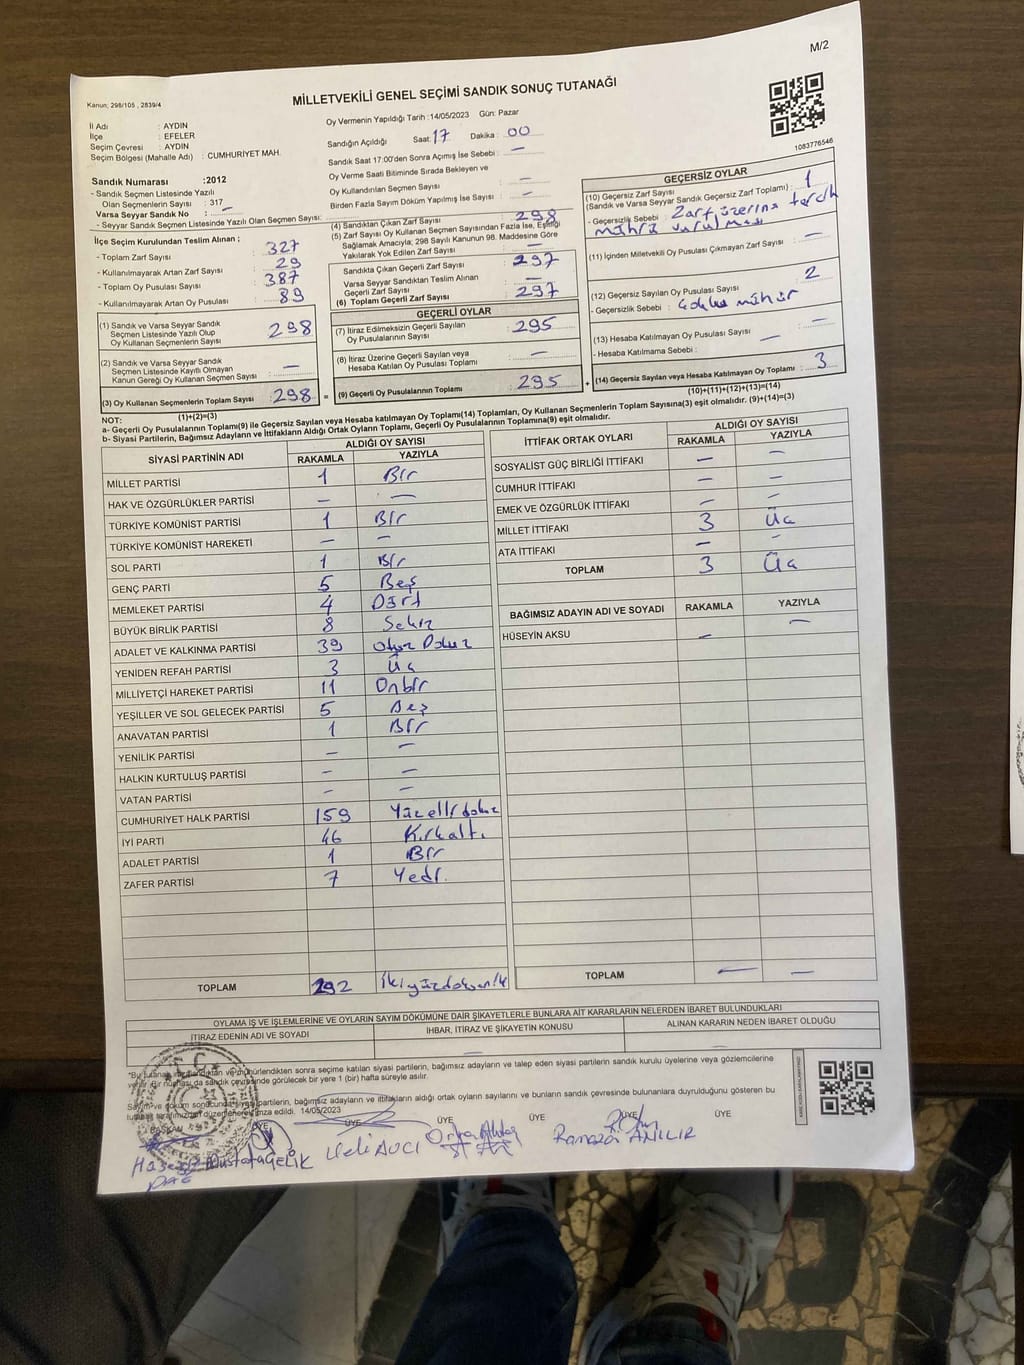 M/2
Kanun; 298/105 , 2839/4
MİLLETVEKİLİ GENEL SEÇİMİ SANDIK SONUÇ TUTANAĞI
İl Adı : AYDIN
İlçe : EFELER
Seçim Çevresi : AYDIN
Seçim Bölgesi (Mahalle Adı) : CUMHURİYET MAH.
Sandık Numarası :2012
- Sandık Seçmen Listesinde Yazılı
Olan Seçmenlerin Sayısı : 317
Varsa Seyyar Sandık No : –
- Seyyar Sandık Seçmen Listesinde Yazılı Olan Seçmen Sayısı:
İlçe Seçim Kurulundan Teslim Alınan ;
- Toplam Zarf Sayısı : 327
- Kullanılmayarak Artan Zarf Sayısı : 29
- Toplam Oy Pusulası Sayısı : 387
- Kullanılmayarak Artan Oy Pusulası : 89
(1) Sandık ve Varsa Seyyar Sandık
Seçmen Listesinde Yazılı Olup
Oy Kullanan Seçmenlerin Sayısı : 298
(2) Sandık ve Varsa Seyyar Sandık
Seçmen Listesinde Kayıtlı Olmayan
Kanun Gereği Oy Kullanan Seçmen Sayısı : –
(3) Oy Kullanan Seçmenlerin Toplam Sayısı : 298
(1)+(2)=(3)
Oy Vermenin Yapıldığı Tarih :14/05/2023 Gün: Pazar
Sandığın Açıldığı Saat: 17 Dakika : 00
Sandık Saat 17:00'den Sonra Açımış İse Sebebi : –
Oy Verme Saati Bitiminde Sırada Bekleyen ve
Oy Kullandırılan Seçmen Sayısı : –
Birden Fazla Sayım Döküm Yapılmış İse Sayısı : –
(4) Sandıktan Çıkan Zarf Sayısı : 298
(5) Zarf Sayısı Oy Kullanan Seçmen Sayısından Fazla İse, Eşitliği
Sağlamak Amacıyla; 298 Sayılı Kanunun 98. Maddesine Göre
Yakılarak Yok Edilen Zarf Sayısı : –
Sandıkta Çıkan Geçerli Zarf Sayısı : 297
Varsa Seyyar Sandıktan Teslim Alınan
Geçerli Zarf Sayısı : –
(6) Toplam Geçerli Zarf Sayısı : 297
GEÇERLİ OYLAR
(7) İtiraz Edilmeksizin Geçerli Sayılan
Oy Pusulalarının Sayısı : 295
(8) İtiraz Üzerine Geçerli Sayılan veya
Hesaba Katılan Oy Pusulası Toplamı : –
(9) Geçerli Oy Pusulalarının Toplamı : 295
1083776546
GEÇERSİZ OYLAR
(10) Geçersiz Zarf Sayısı
(Sandık ve Varsa Seyyar Sandık Geçersiz Zarf Toplamı) : 1
- Geçersizlik Sebebi : Zarf üzerine tercih
mührü vurulması
(11) İçinden Milletvekili Oy Pusulası Çıkmayan Zarf Sayısı : –
(12) Geçersiz Sayılan Oy Pusulası Sayısı : 2
- Geçersizlik Sebebi : mühür
(13) Hesaba Katılmayan Oy Pusulası Sayısı : –
- Hesaba Katılmama Sebebi :
(14) Geçersiz Sayılan veya Hesaba Katılmayan Oy Toplamı : 3
(10)+(11)+(12)+(13)=(14)
NOT:
a- Geçerli Oy Pusulalarının Toplamı(9) ile Geçersiz Sayılan veya Hesaba katılmayan Oy Toplamı(14) Toplamları, Oy Kullanan Seçmenlerin Toplam Sayısına(3) eşit olmalıdır. (9)+(14)=(3)
b- Siyasi Partilerin, Bağımsız Adayların ve İttifakların Aldığı Ortak Oyların Toplamı, Geçerli Oy Pusulalarının Toplamına(9) eşit olmalıdır.
SİYASİ PARTİNİN ADI ALDIĞI OY SAYISI
RAKAMLA YAZIYLA
MİLLET PARTİSİ 1 Bir
HAK VE ÖZGÜRLÜKLER PARTİSİ – –
TÜRKİYE KOMÜNİST PARTİSİ 1 Bir
TÜRKİYE KOMÜNİST HAREKETİ – –
SOL PARTİ 1 Bir
GENÇ PARTİ 5 Beş
MEMLEKET PARTİSİ 4 Dört
BÜYÜK BİRLİK PARTİSİ 8 Sekiz
ADALET VE KALKINMA PARTİSİ 39 Otuz Dokuz
YENİDEN REFAH PARTİSİ 3 Üç
MİLLİYETÇİ HAREKET PARTİSİ 11 Onbir
YEŞİLLER VE SOL GELECEK PARTİSİ 5 Beş
ANAVATAN PARTİSİ 1 Bir
YENİLİK PARTİSİ – –
HALKIN KURTULUŞ PARTİSİ – –
VATAN PARTİSİ – –
CUMHURİYET HALK PARTİSİ 159 Yüzellidokuz
İYİ PARTİ 46 Kırkaltı
ADALET PARTİSİ 1 Bir
ZAFER PARTİSİ 7 Yedi
TOPLAM 292 İkiyüzdoksaniki
İTTİFAK ORTAK OYLARI ALDIĞI OY SAYISI
RAKAMLA YAZIYLA
SOSYALİST GÜÇ BİRLİĞİ İTTİFAKI – –
CUMHUR İTTİFAKI – –
EMEK VE ÖZGÜRLÜK İTTİFAKI – –
MİLLET İTTİFAKI 3 Üç
ATA İTTİFAKI – –
TOPLAM 3 Üç
BAĞIMSIZ ADAYIN ADI VE SOYADI RAKAMLA YAZIYLA
HÜSEYİN AKSU – –
TOPLAM – –
OYLAMA İŞ VE İŞLEMLERİNE VE OYLARIN SAYIM DÖKÜMÜNE DAİR ŞİKAYETLERLE BUNLARA AİT KARARLARIN NELERDEN İBARET BULUNDUKLARI
İTİRAZ EDENİN ADI VE SOYADI İHBAR, İTİRAZ VE ŞİKAYETİN KONUSU ALINAN KARARIN NEDEN İBARET OLDUĞU
*Bu tutanak mühürlendikten sonra seçime katılan siyasi partilerin, bağımsız adayların ve talep eden siyasi partilerin sandık kurulu üyelerine veya gözlemcilerine
verilir. Bir nüshası da sandık çevresinde görülecek bir yere 1 (bir) hafta süreyle asılır.
Sayım ve döküm sonucunda siyasi partilerin, bağımsız adayların ve ittifakların aldığı ortak oyların sayılarını ve bunların sandık çevresinde bulunanlara duyrulduğunu gösteren bu
tutanak tarafımızdan düzenlenerek imza edildi. 14/05/2023
BAŞKAN ÜYE ÜYE ÜYE ÜYE ÜYE ÜYE
Mustafa ÇELİK AVCI Ramazan ANILIR